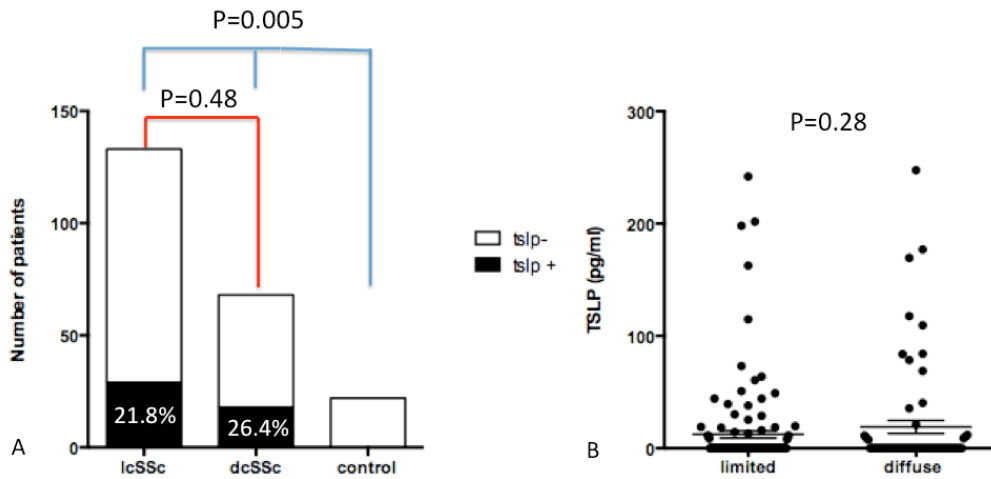 P=0.005
P=0.48
150
100
50
0
Number of patients
21.8%
26.4%
lcSSc
dcSSc
control
A
tslp-
tslp +
P=0.28
300
200
100
0
TSLP (pg/ml)
limited
diffuse
B